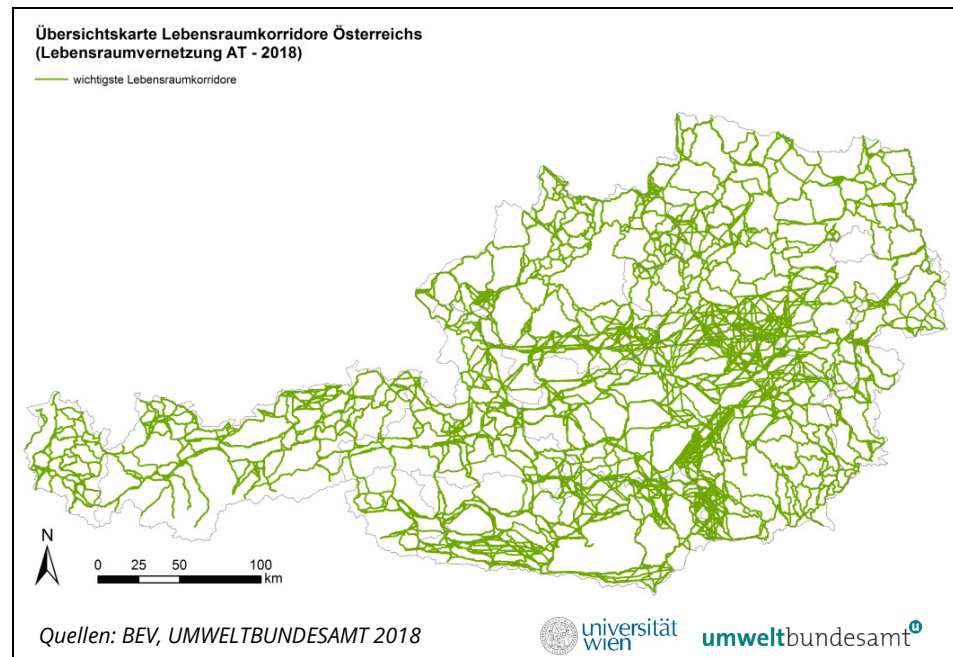 Übersichtskarte Lebensraumkorridore Österreichs
(Lebensraumvernetzung AT - 2018)
wichtigste Lebensraumkorridore
N
0 25 50 100
km
Quellen: BEV, UMWELTBUNDESAMT 2018
universität
wien
umweltbundesamt
u